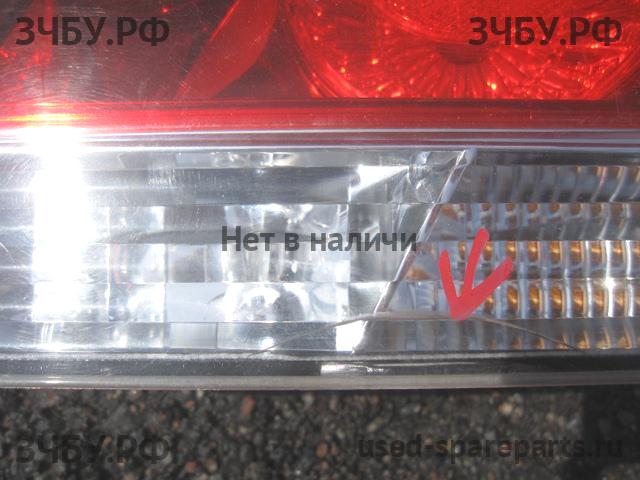 ЗЧБУ.РФ ЗЧБУ.РФ
Нет в наличи
ЗЧБУ.РФ used-spareparts.ru